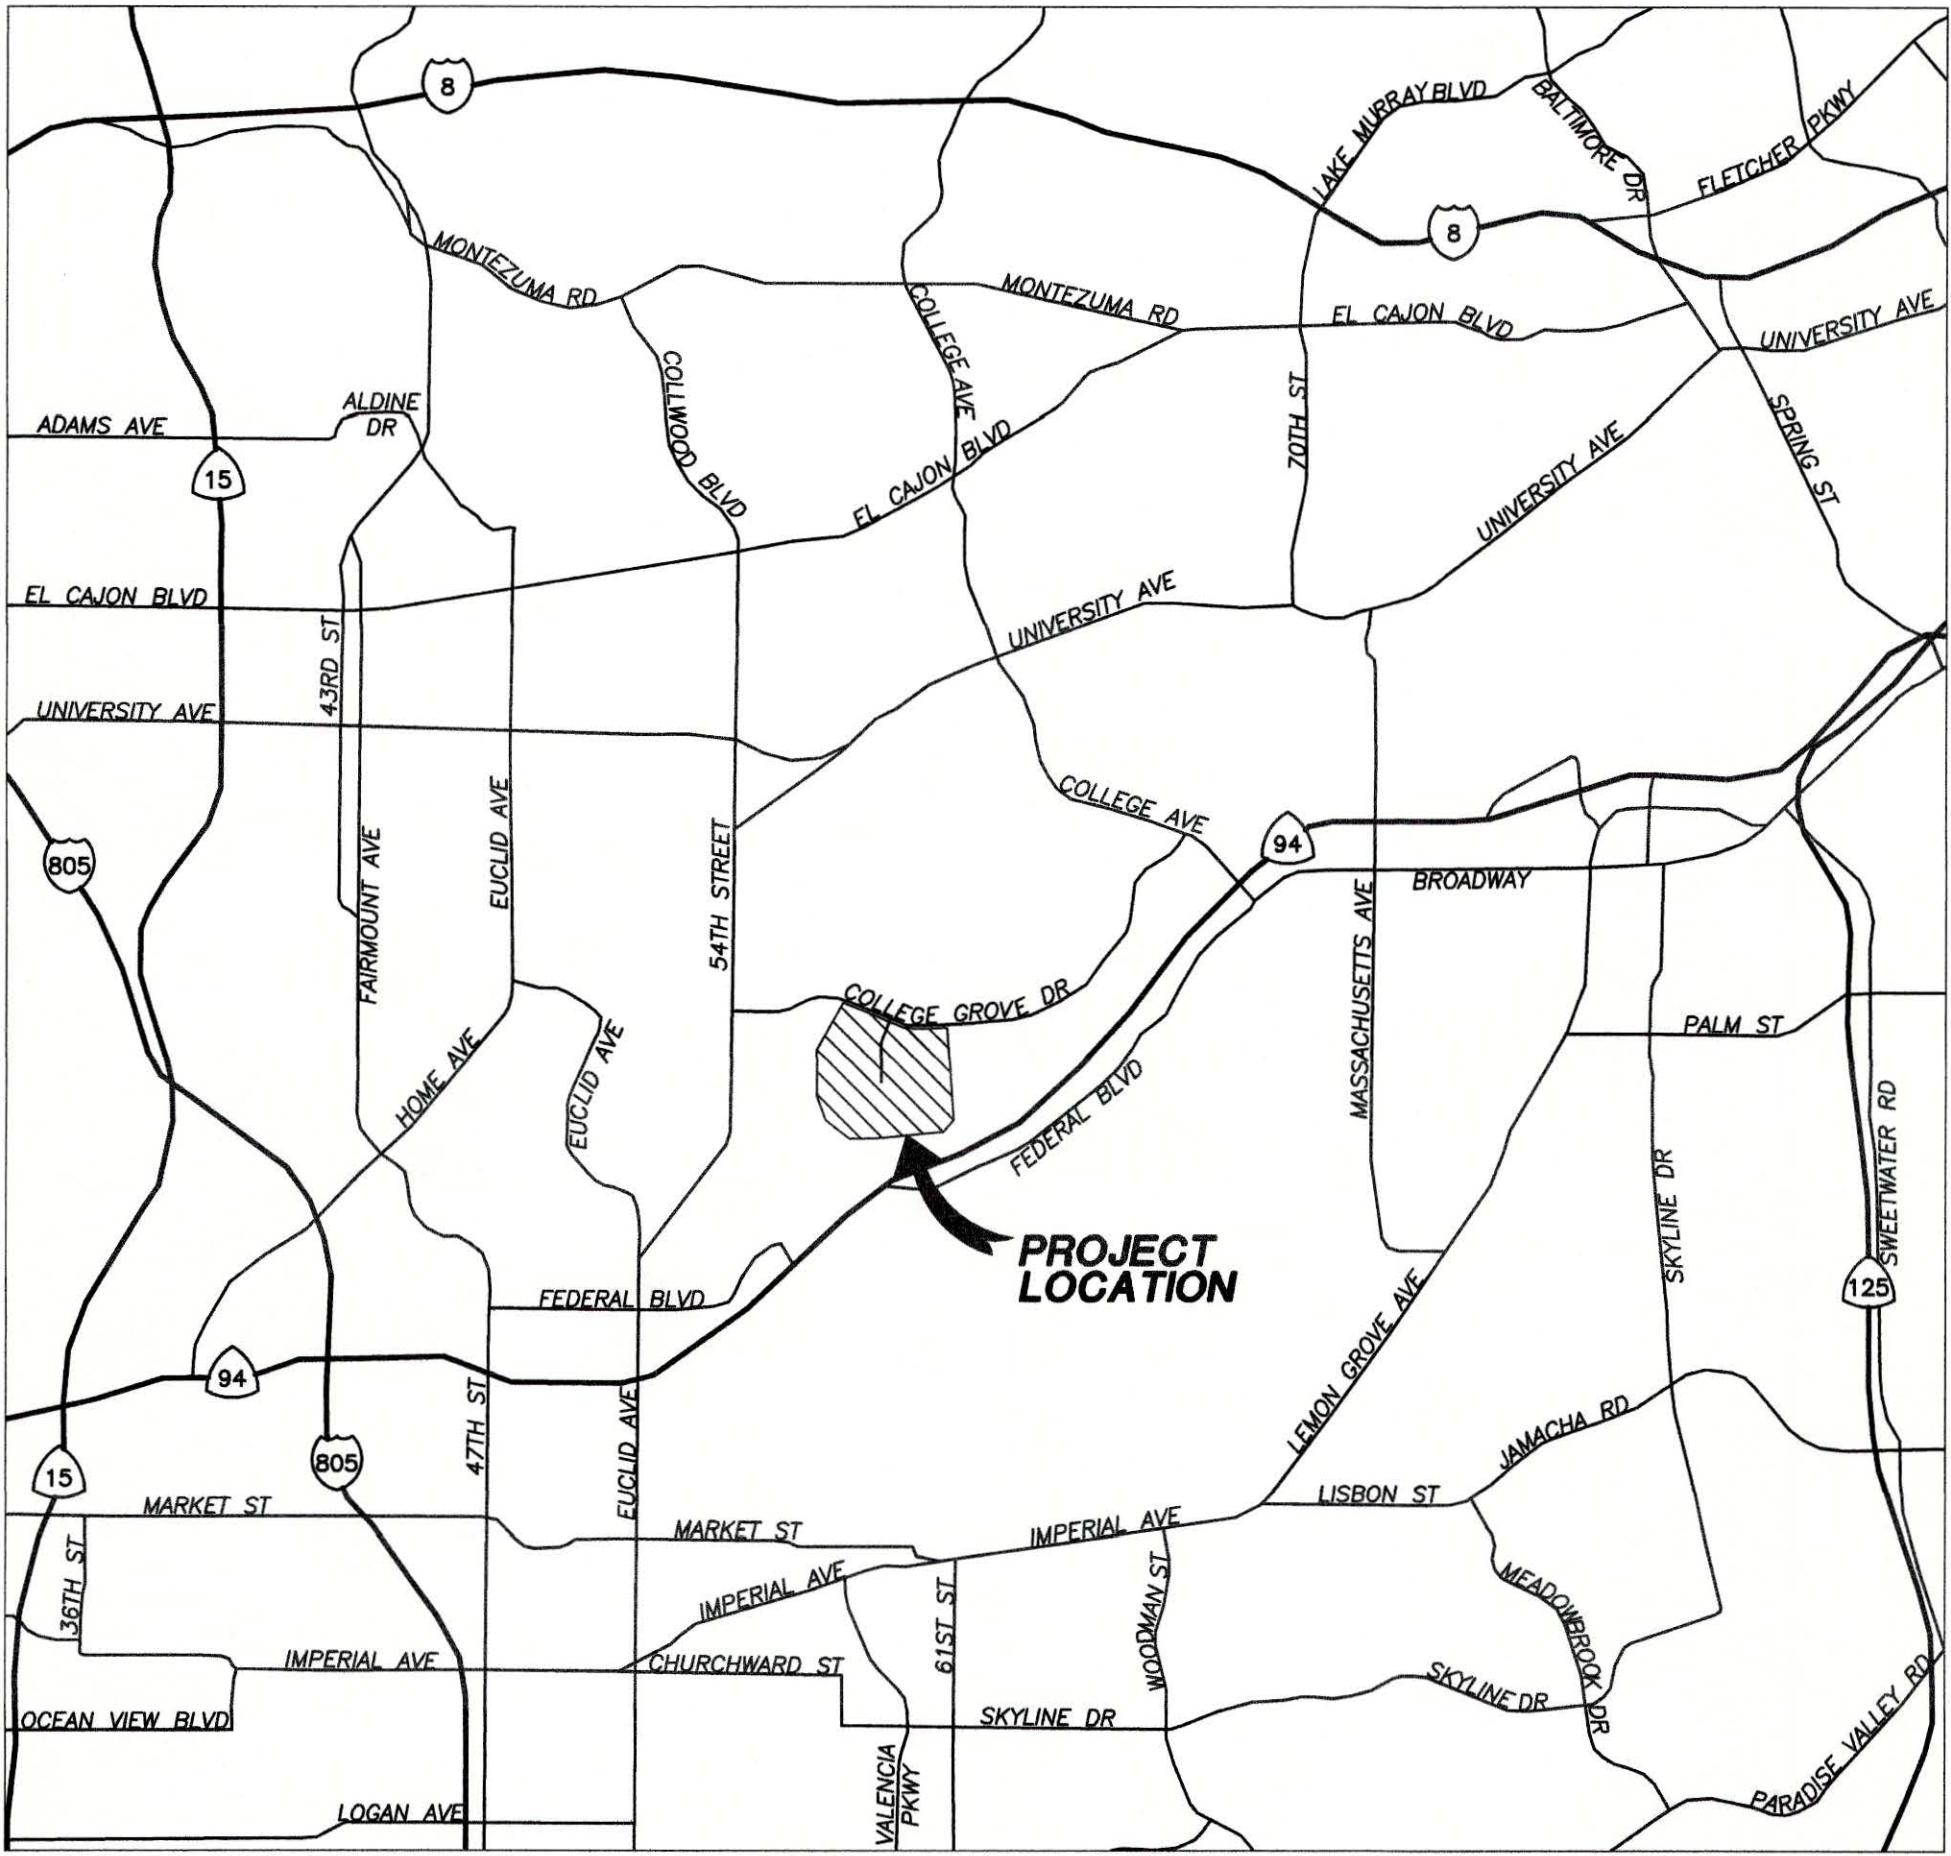 8
LAKE MURRAY BLVD
BALTIMORE DR
FLETCHER PKWY
8
MONTEZUMA RD
MONTEZUMA RD
COLLEGE AVE
EL CAJON BLVD
UNIVERSITY AVE
COLLWOOD BLVD
70TH ST
SPRING ST
ADAMS AVE
ALDINE
DR
15
EL CAJON BLVD
UNIVERSITY AVE
EL CAJON BLVD
43RD ST
UNIVERSITY AVE
UNIVERSITY AVE
EUCLID AVE
COLLEGE AVE
805
FAIRMOUNT AVE
54TH STREET
94
BROADWAY
MASSACHUSETTS AVE
COLLEGE GROVE DR
PALM ST
HOME AVE
EUCLID AVE
FEDERAL BLVD
SWEETWATER RD
SKYLINE DR
PROJECT
LOCATION
FEDERAL BLVD
125
94
47TH ST
EUCLID AVE
LEMON GROVE AVE
JAMACHA RD
15
805
MARKET ST
LISBON ST
MARKET ST
IMPERIAL AVE
36TH ST
IMPERIAL AVE
61ST ST
WOODMAN ST
MEADOWBROOK DR
IMPERIAL AVE
CHURCHWARD ST
SKYLINE DR
OCEAN VIEW BLVD
SKYLINE DR
PARADISE VALLEY RD
VALENCIA
PKWY
LOGAN AVE